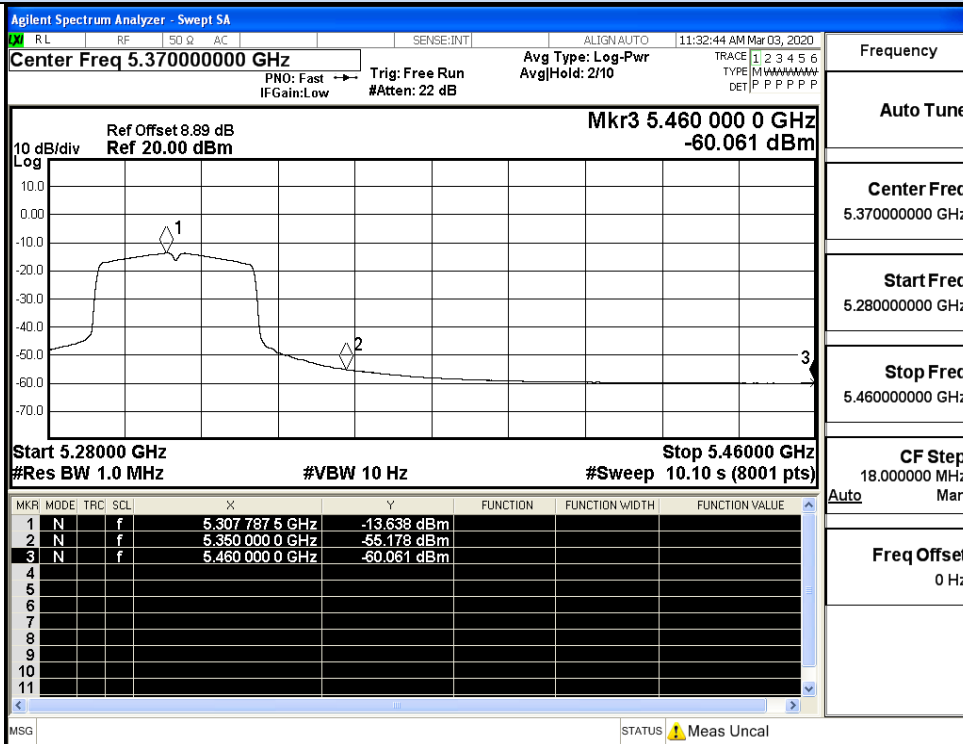 Agilent Spectrum Analyzer - Swept SA
LXI RL RF 50 Ω AC SENSE:INT ALIGN AUTO 11:32:44 AM Mar 03, 2020
Center Freq 5.370000000 GHz
PNO: Fast
IFGain:Low
Trig: Free Run
#Atten: 22 dB
Avg Type: Log-Pwr
Avg|Hold: 2/10
TRACE 1 2 3 4 5 6
TYPE M WWWWW
DET P P P P P P
Mkr3 5.460 000 0 GHz
-60.061 dBm
Ref Offset 8.89 dB
10 dB/div Ref 20.00 dBm
Log
10.0
0.00
-10.0
-20.0
-30.0
-40.0
-50.0
-60.0
-70.0
1
2
3
Start 5.28000 GHz Stop 5.46000 GHz
#Res BW 1.0 MHz #VBW 10 Hz #Sweep 10.10 s (8001 pts)
MKR MODE TRC SCL X Y FUNCTION FUNCTION WIDTH FUNCTION VALUE
1 N f 5.307 787 5 GHz -13.638 dBm
2 N f 5.350 000 0 GHz -55.178 dBm
3 N f 5.460 000 0 GHz -60.061 dBm
4
5
6
7
8
9
10
11
MSG STATUS Meas Uncal
Frequency
Auto Tune
Center Freq
5.370000000 GHz
Start Freq
5.280000000 GHz
Stop Freq
5.460000000 GHz
CF Step
18.000000 MHz
Auto Man
Freq Offset
0 Hz